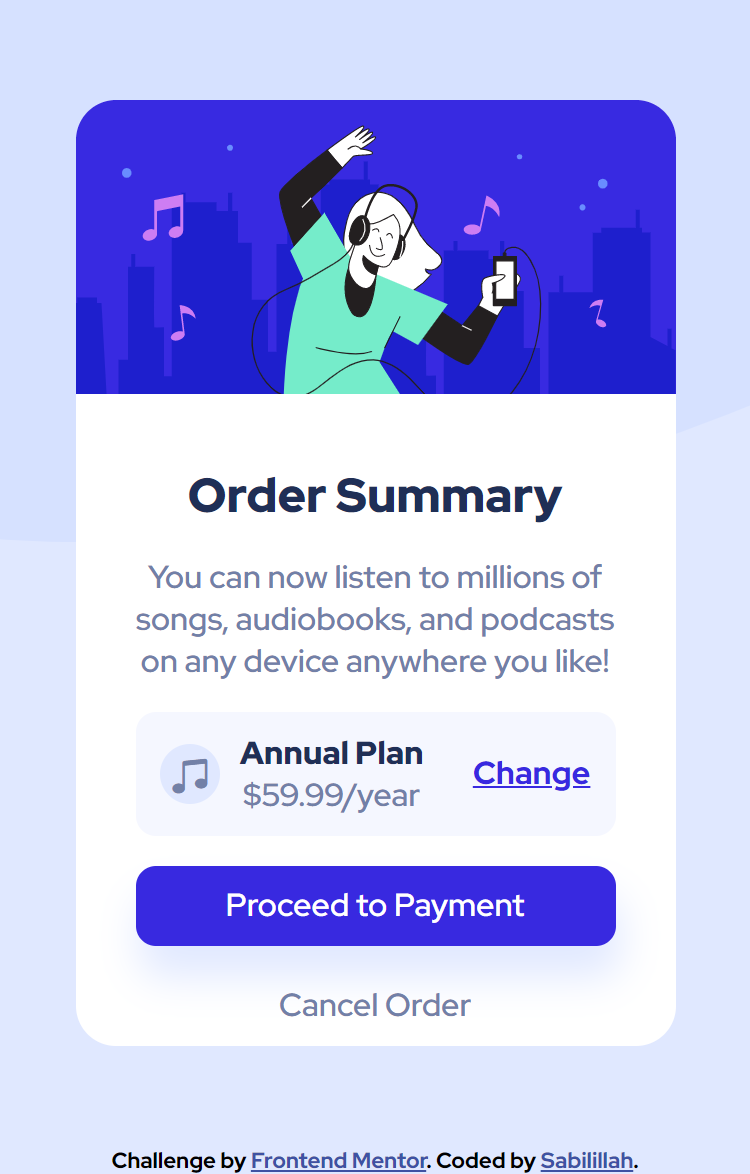 Order Summary
You can now listen to millions of
songs, audiobooks, and podcasts
on any device anywhere you like!
Annual Plan
$59.99/year
Change
Proceed to Payment
Cancel Order
Challenge by Frontend Mentor. Coded by Sabilillah.